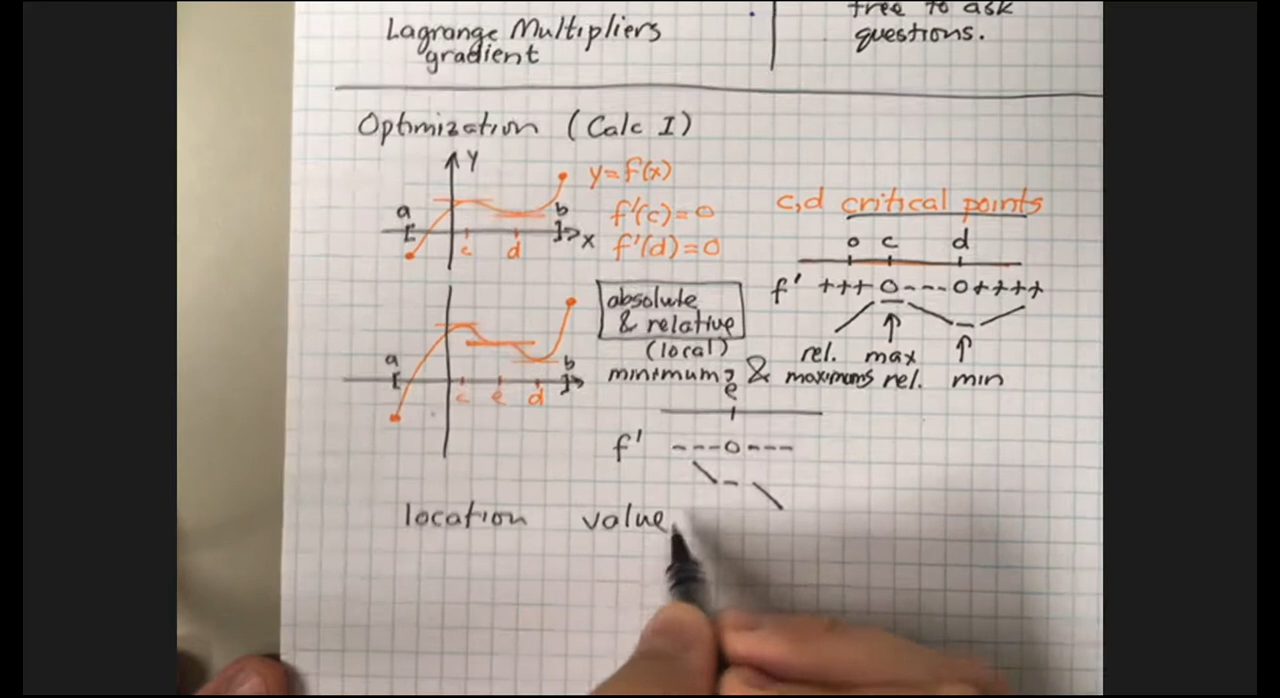 Lagrange Multipliers
gradient
free to ask
questions.
Optimization (Calc I)
y
a
b
x
c
d
y=f(x)
f'(c)=0
f'(d)=0
c,d critical points
o c d
f' +++0---0++++
rel. max
maximums rel. min
absolute
& relative
(local)
minimums &
a
b
c e d
e
f' ---0---
location value